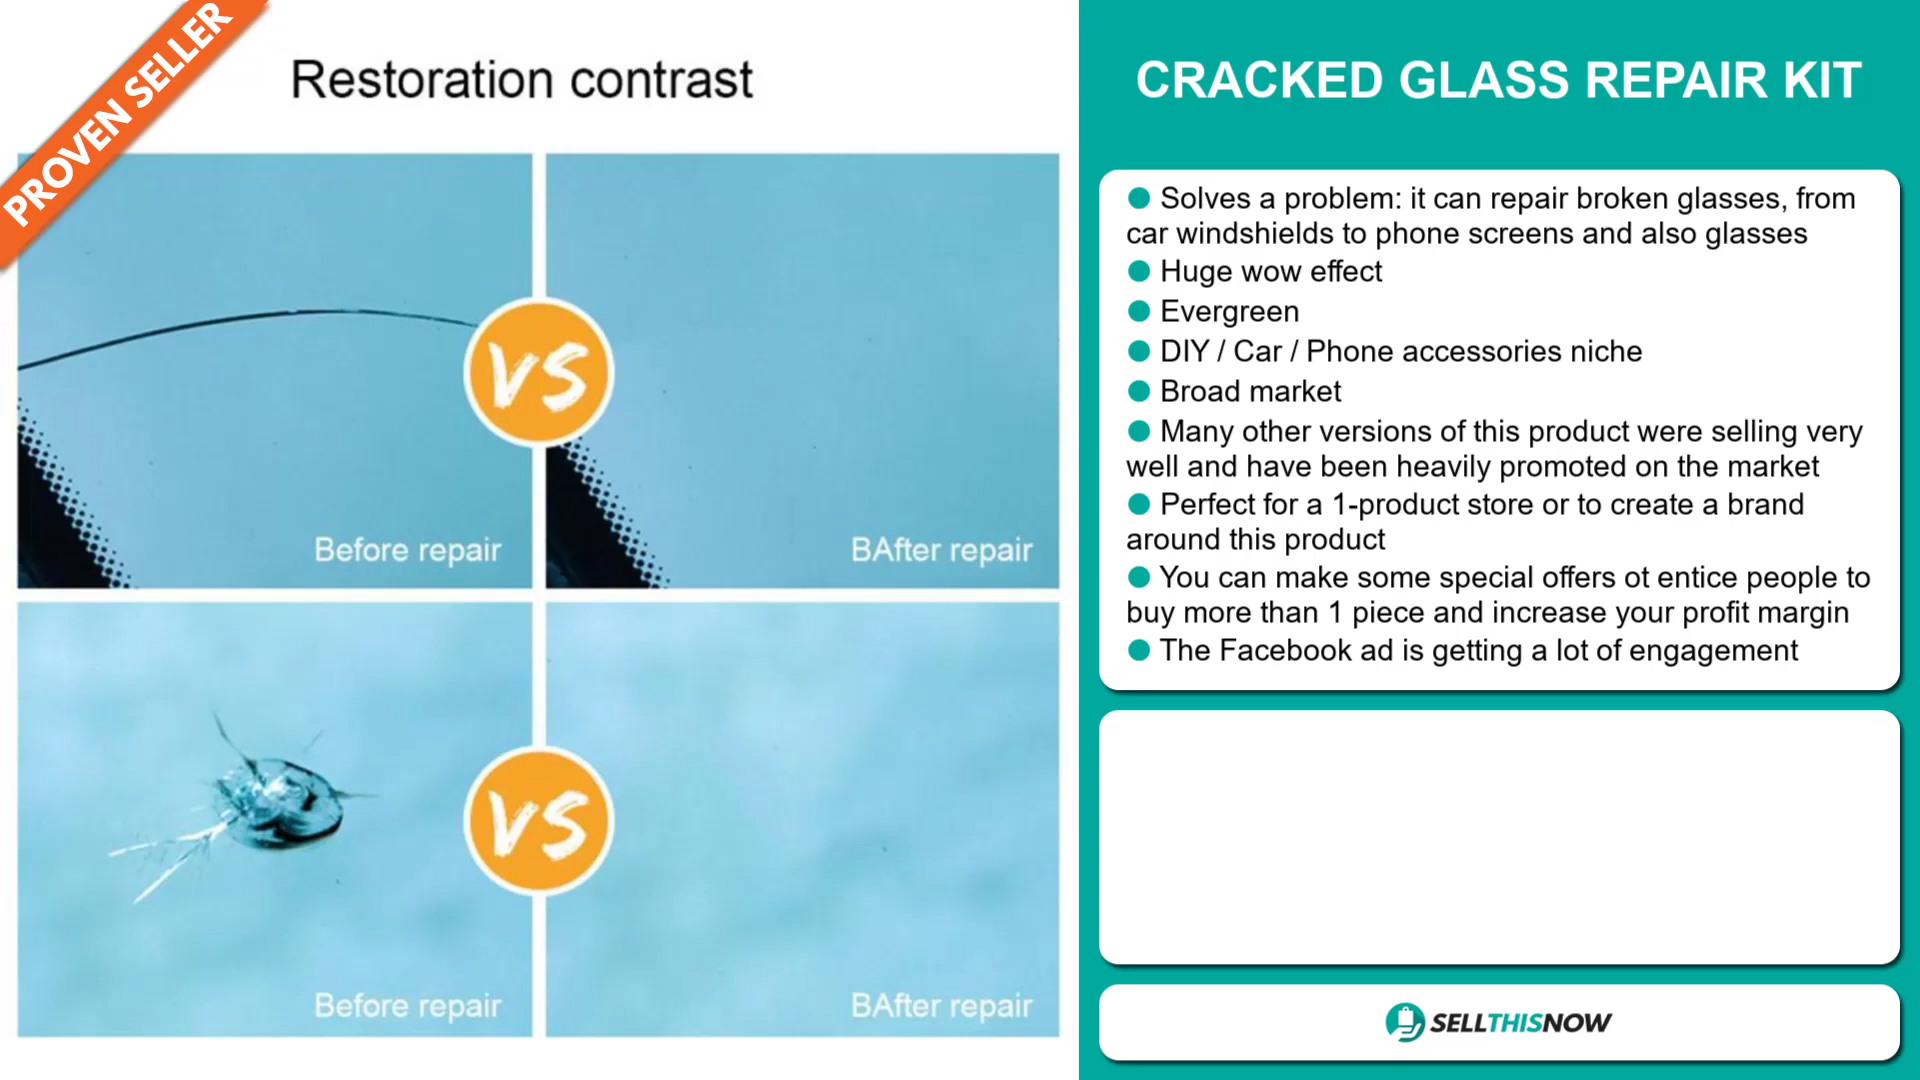 PROVEN SELLER
Restoration contrast
VS
Before repair
BAfter repair
VS
Before repair
BAfter repair
CRACKED GLASS REPAIR KIT
● Solves a problem: it can repair broken glasses, from
car windshields to phone screens and also glasses
● Huge wow effect
● Evergreen
● DIY / Car / Phone accessories niche
● Broad market
● Many other versions of this product were selling very
well and have been heavily promoted on the market
● Perfect for a 1-product store or to create a brand
around this product
● You can make some special offers ot entice people to
buy more than 1 piece and increase your profit margin
● The Facebook ad is getting a lot of engagement
SELLTHISNOW